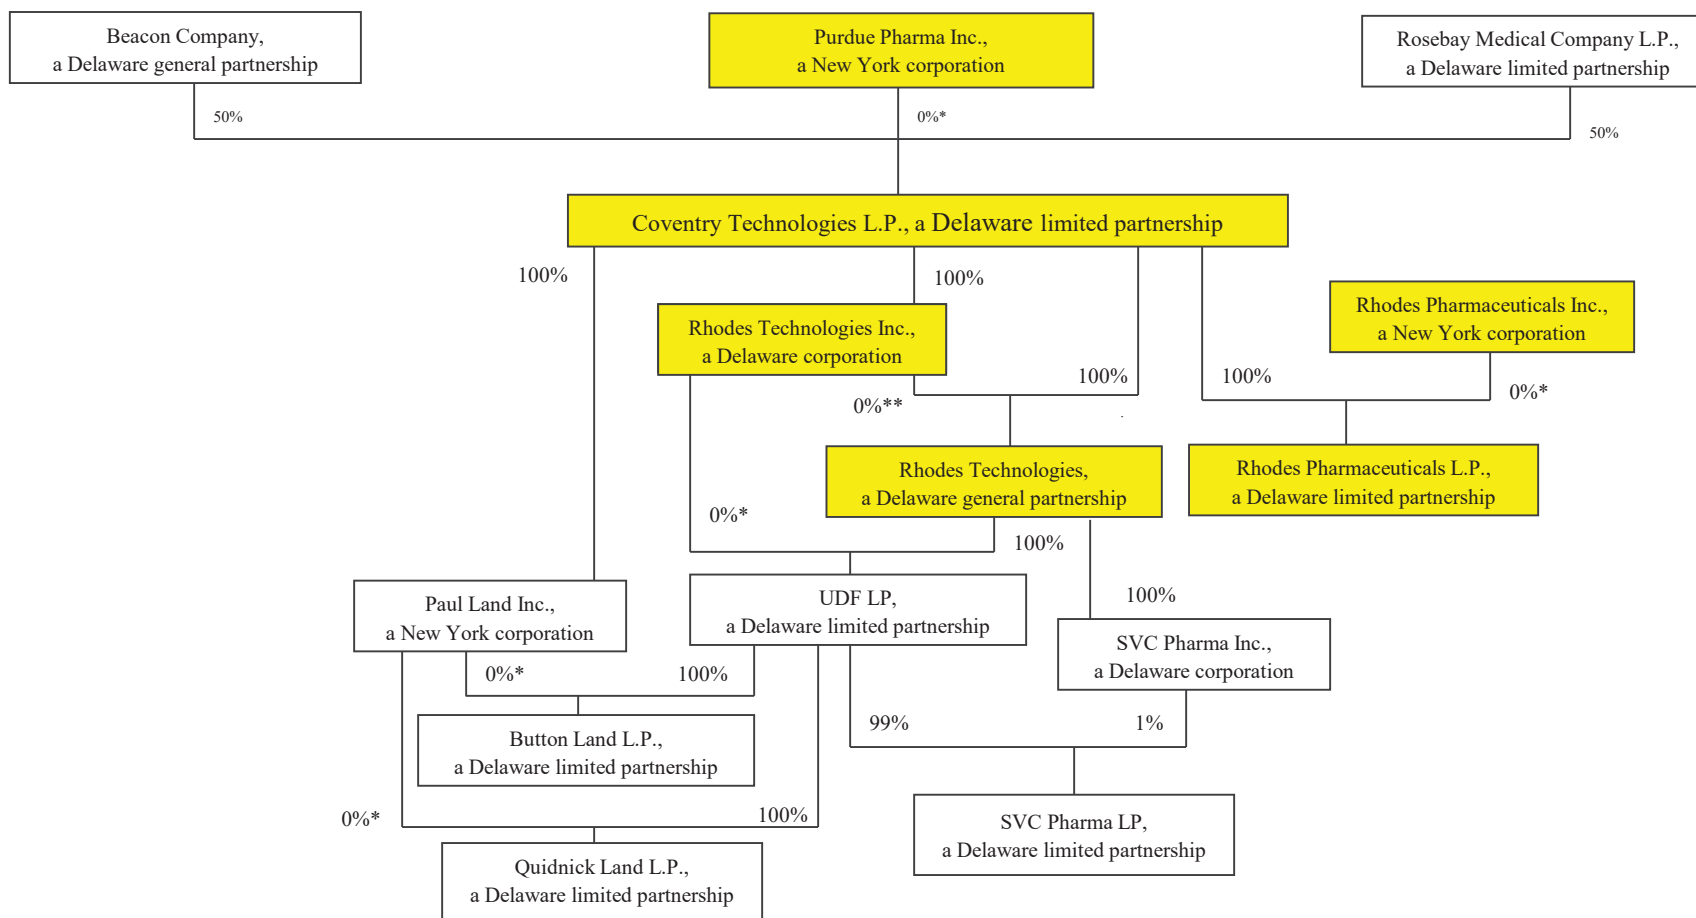 Beacon Company,
a Delaware general partnership
Purdue Pharma Inc.,
a New York corporation
Rosebay Medical Company L.P.,
a Delaware limited partnership
50%
0%*
50%
Coventry Technologies L.P., a Delaware limited partnership
100%
100%
Rhodes Technologies Inc.,
a Delaware corporation
Rhodes Pharmaceuticals Inc.,
a New York corporation
100%
100%
0%**
0%*
Rhodes Technologies,
a Delaware general partnership
Rhodes Pharmaceuticals L.P.,
a Delaware limited partnership
0%*
100%
Paul Land Inc.,
a New York corporation
UDF LP,
a Delaware limited partnership
100%
SVC Pharma Inc.,
a Delaware corporation
0%*
100%
99%
1%
Button Land L.P.,
a Delaware limited partnership
0%*
100%
SVC Pharma LP,
a Delaware limited partnership
Quidnick Land L.P.,
a Delaware limited partnership